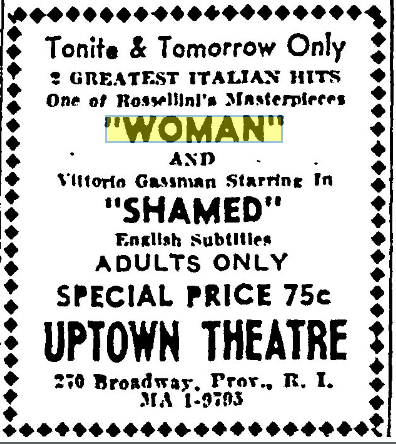 Tonite & Tomorrow Only
2 GREATEST ITALIAN HITS
One of Rossellini's Masterpieces
"WOMAN"
AND
Vittorio Gassman Starring In
"SHAMED"
English Subtitles
ADULTS ONLY
SPECIAL PRICE 75c
UPTOWN THEATRE
270 Broadway, Prov., R. I.
MA 1-9703